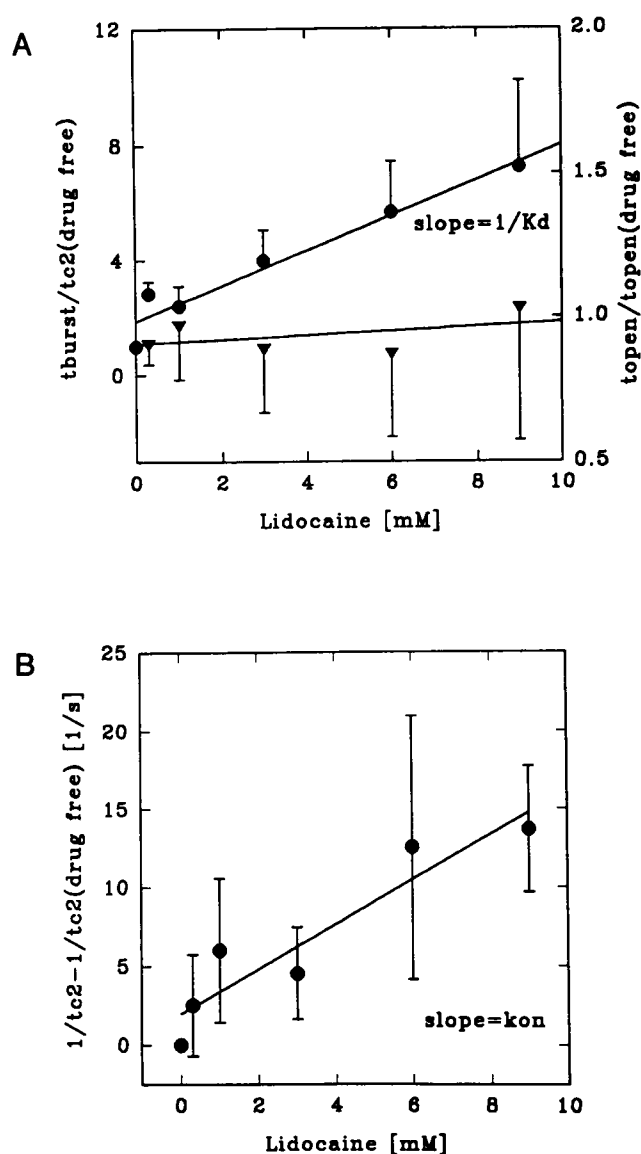 A
12
8
4
0
tburst/tc2(drug free)
2.0
1.5
1.0
0.5
topen/topen(drug free)
slope=1/Kd
0 2 4 6 8 10
Lidocaine [mM]
B
25
20
15
10
5
0
1/tc2-1/tc2(drug free) [1/s]
slope=kon
0 2 4 6 8 10
Lidocaine [mM]